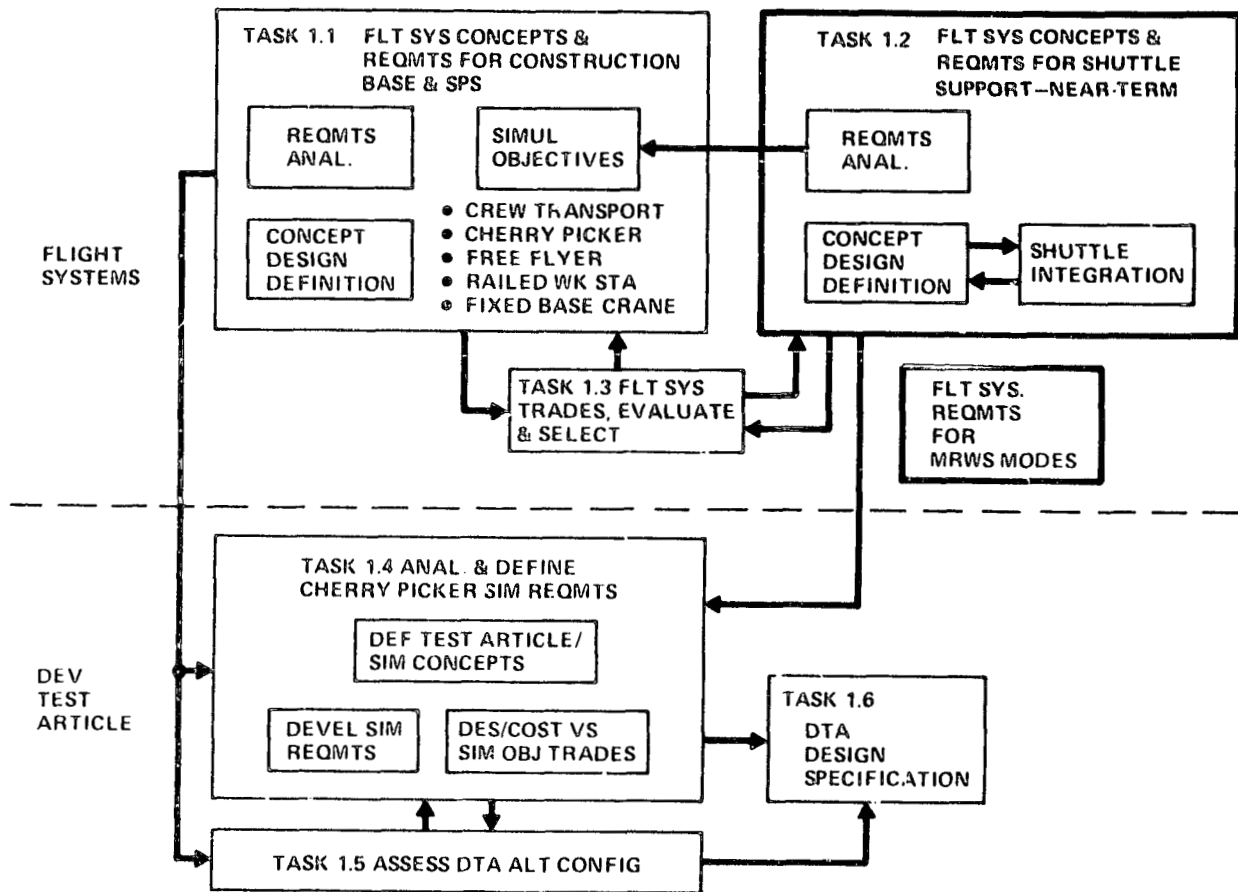 TASK 1.1 FLT SYS CONCEPTS &
REQMTS FOR CONSTRUCTION
BASE & SPS
REQMTS
ANAL.
SIMUL
OBJECTIVES
CONCEPT
DESIGN
DEFINITION
• CREW TRANSPORT
• CHERRY PICKER
• FREE FLYER
• RAILED WK STA
• FIXED BASE CRANE
TASK 1.2 FLT SYS CONCEPTS &
REQMTS FOR SHUTTLE
SUPPORT–NEAR-TERM
REQMTS
ANAL.
CONCEPT
DESIGN
DEFINITION
SHUTTLE
INTEGRATION
FLIGHT
SYSTEMS
TASK 1.3 FLT SYS
TRADES, EVALUATE
& SELECT
FLT SYS.
REQMTS
FOR
MRWS MODES
TASK 1.4 ANAL. & DEFINE
CHERRY PICKER SIM REQMTS
DEF TEST ARTICLE/
SIM CONCEPTS
DEVEL SIM
REQMTS
DES/COST VS
SIM OBJ TRADES
DEV
TEST
ARTICLE
TASK 1.6
DTA
DESIGN
SPECIFICATION
TASK 1.5 ASSESS DTA ALT CONFIG